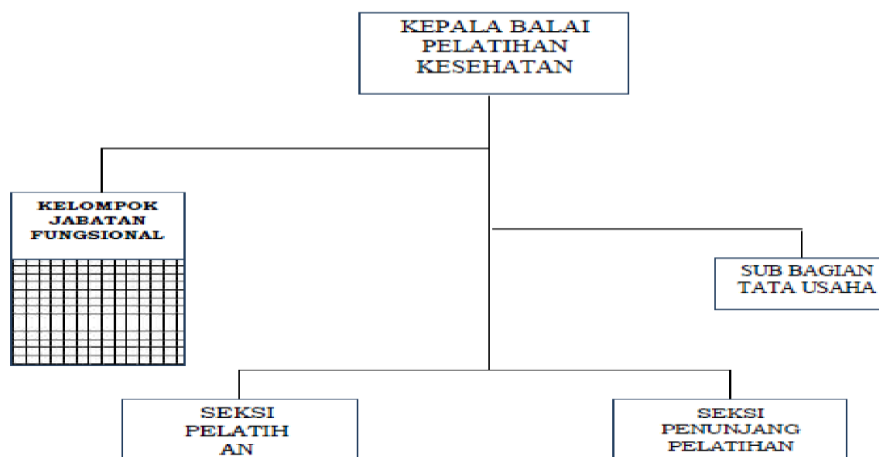 KEPALA BALAI
PELATIHAN
KESEHATAN
KELOMPOK
JABATAN
FUNGSIONAL
SUB BAGIAN
TATA USAHA
SEKSI
PELATIH
AN
SEKSI
PENUNJANG
PELATIHAN